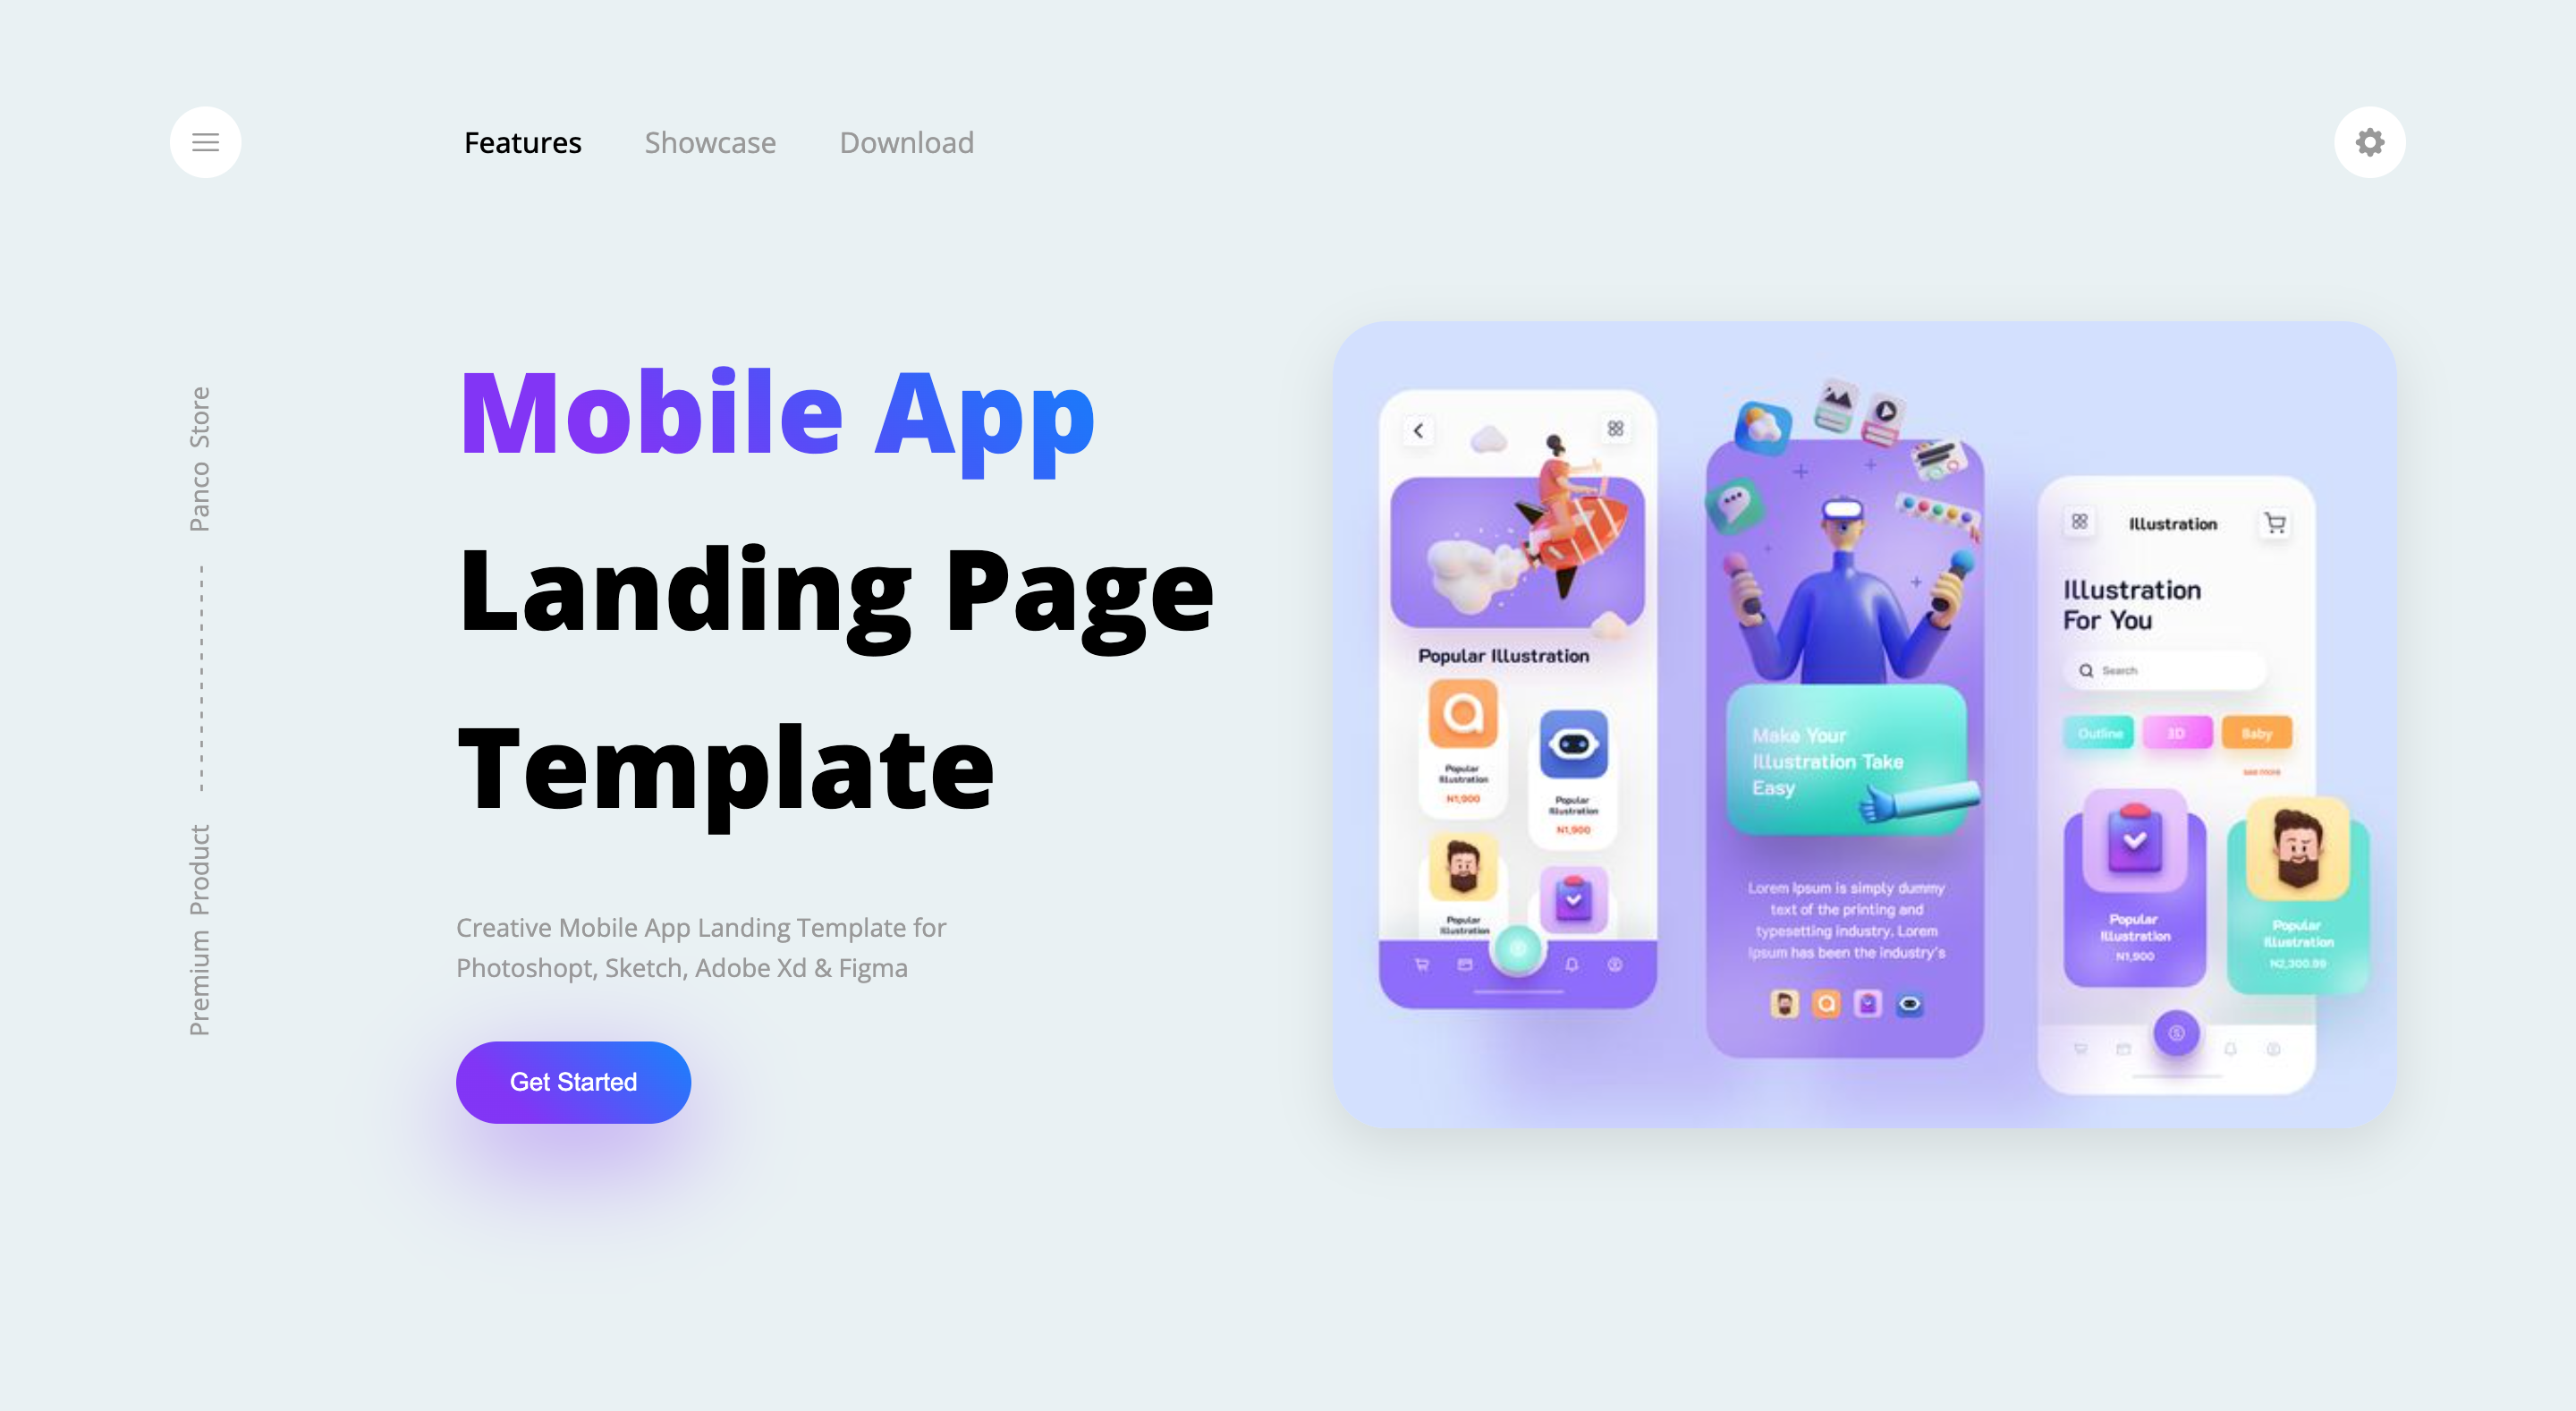 Features Showcase Download
Premium Product --------------- Panco Store
Mobile App
Landing Page
Template
Creative Mobile App Landing Template for
Photoshopt, Sketch, Adobe Xd & Figma
Get Started
Popular Illustration
Popular
Illustration
N1,900
Popular
Illustration
N1,900
Popular
Illustration
Make Your
Illustration Take
Easy
Lorem Ipsum is simply dummy
text of the printing and
typesetting industry. Lorem
Ipsum has been the industry's
Illustration
Illustration
For You
Search
Outline 3D Baby
see more
Popular
Illustration
N1,900
Popular
Illustration
N2,300.99